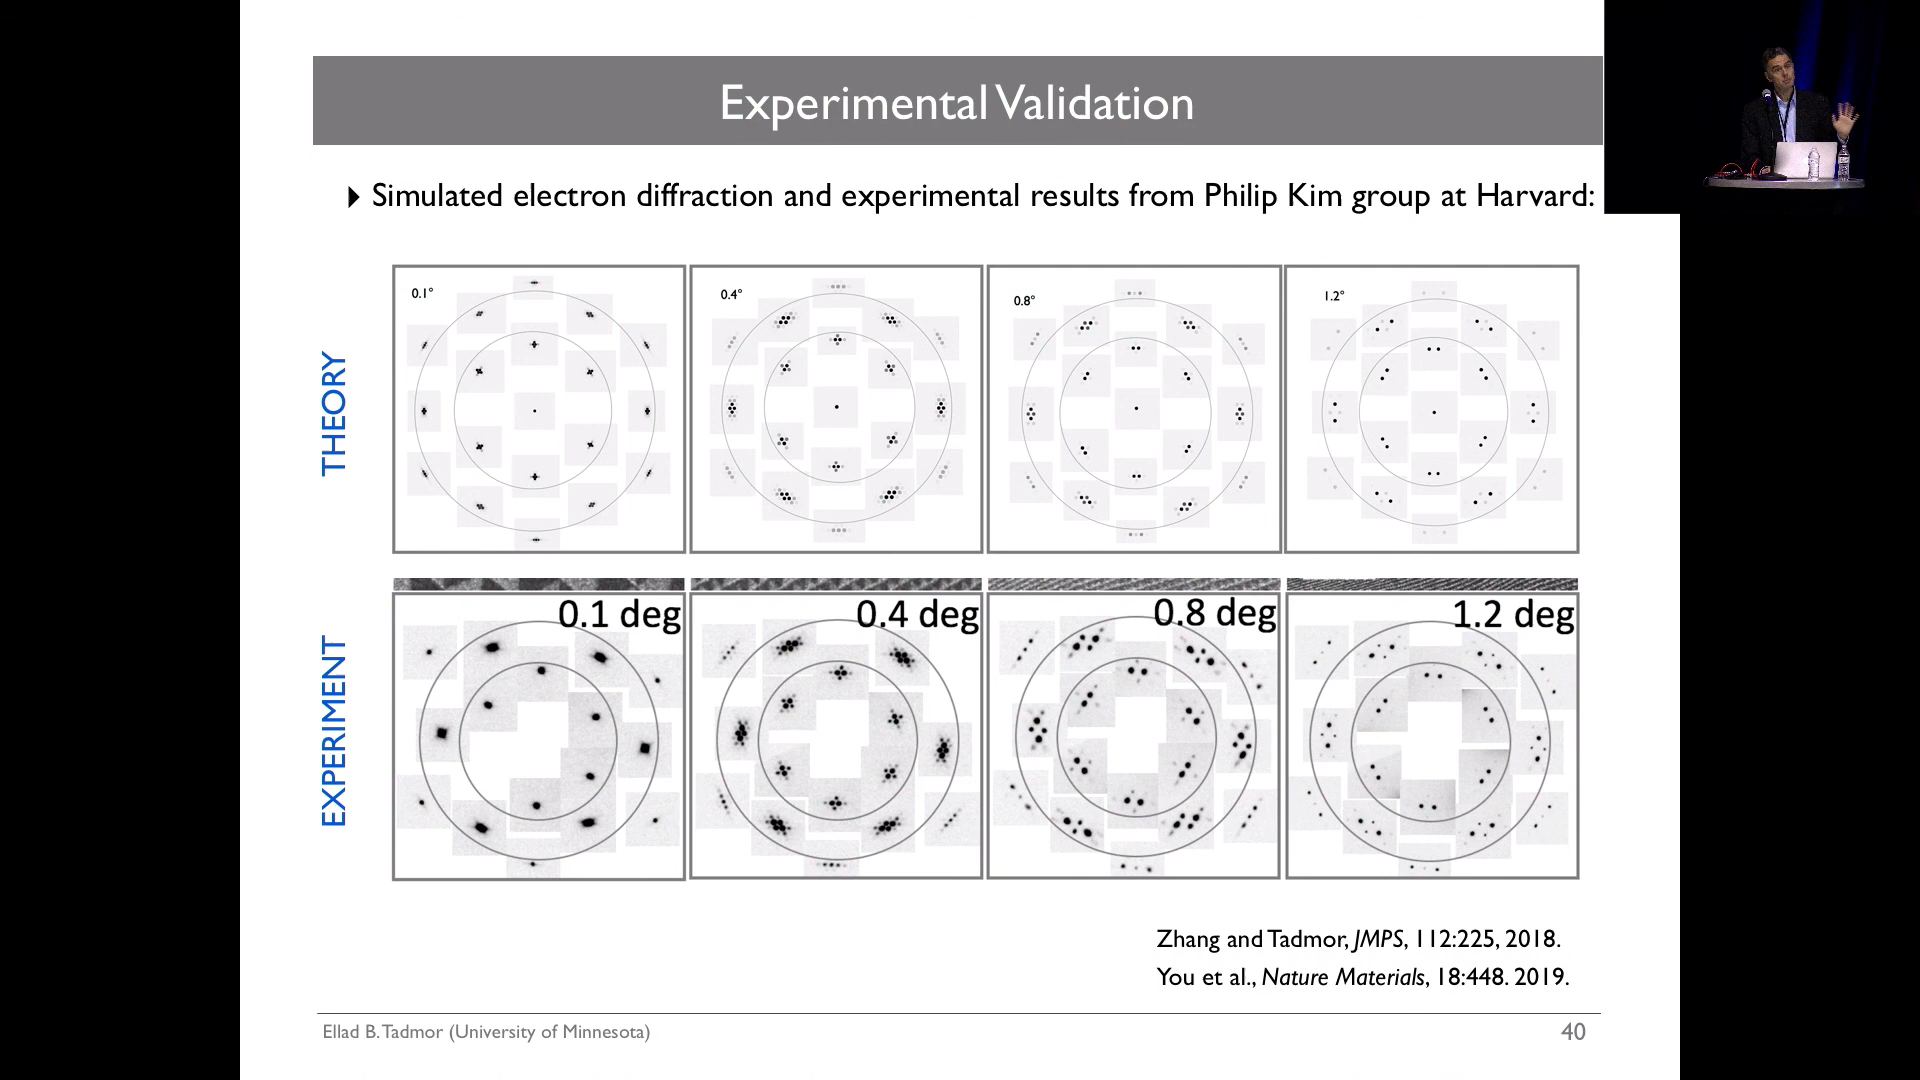 Experimental Validation
Simulated electron diffraction and experimental results from Philip Kim group at Harvard:
THEORY
0.1°
0.4°
0.8°
1.2°
EXPERIMENT
0.1 deg
0.4 deg
0.8 deg
1.2 deg
Zhang and Tadmor, JMPS, 112:225, 2018.
You et al., Nature Materials, 18:448. 2019.
Ellad B. Tadmor (University of Minnesota)
40